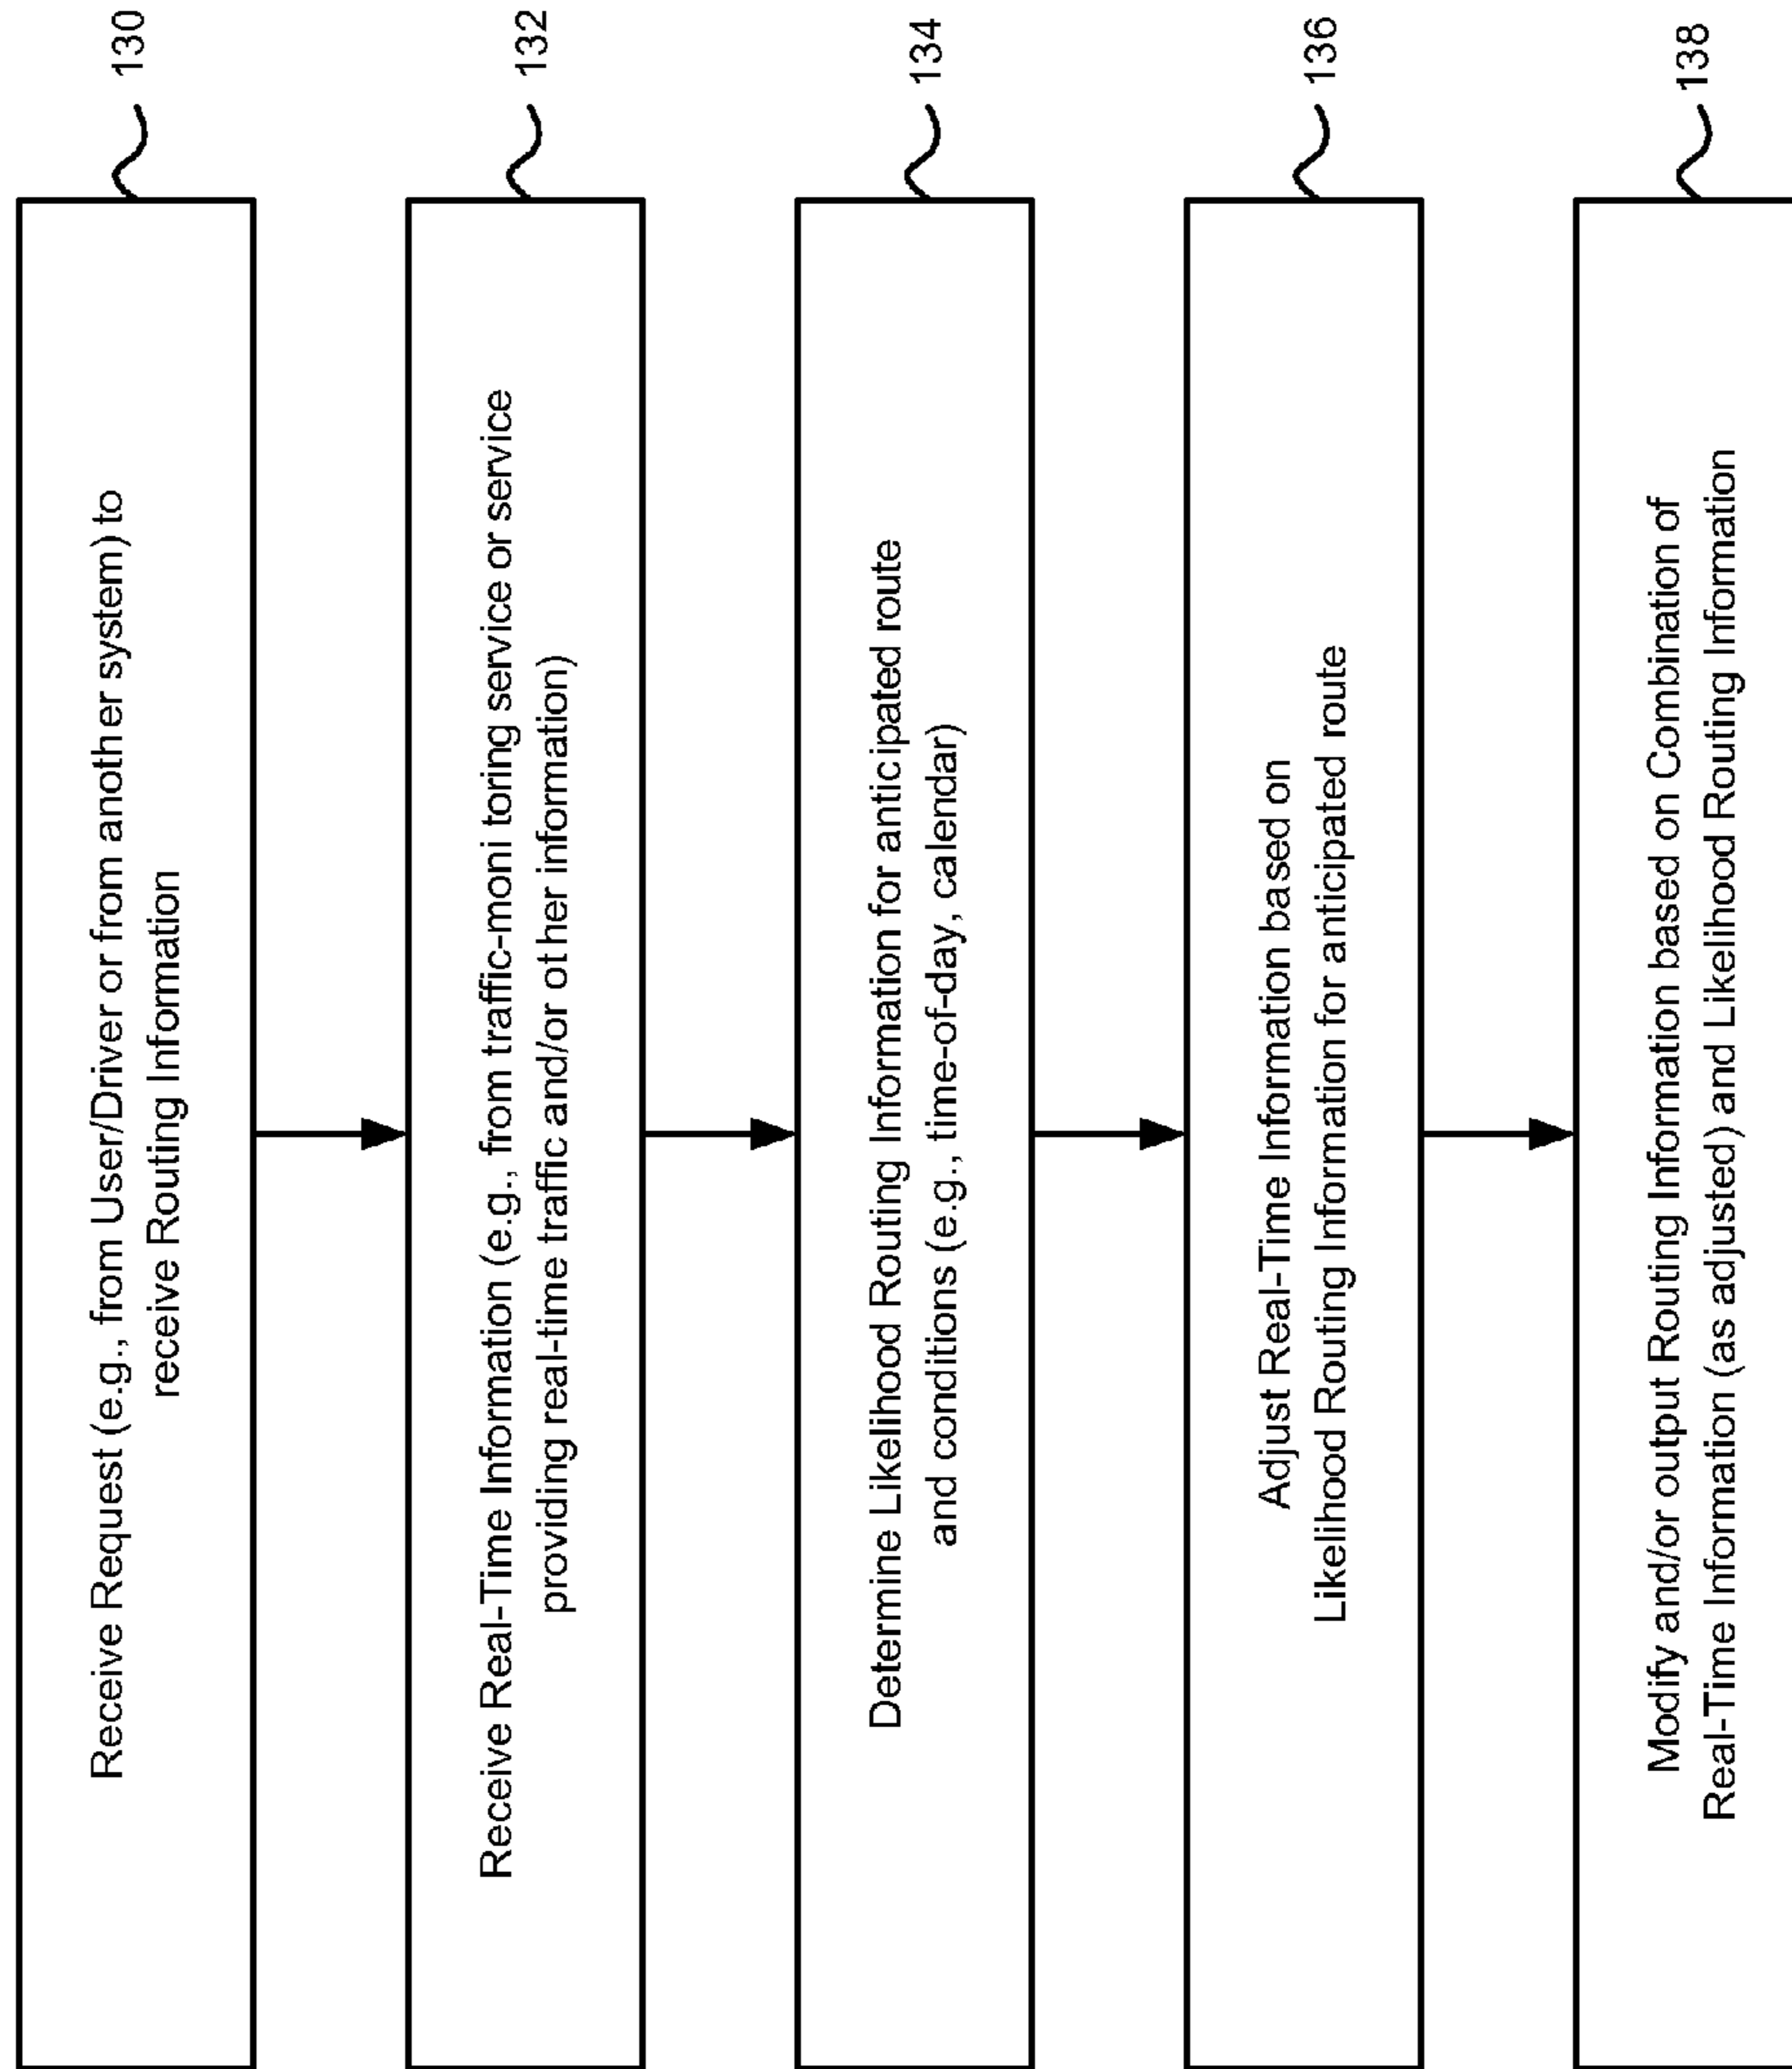 Receive Request (e.g., from User/Driver or from another system) to
receive Routing Information
130
Receive Real-Time Information (e.g., from traffic-moni toring service or service
providing real-time traffic and/or ot her information)
132
Determine Likelihood Routing Information for anticipated route
and conditions (e.g., time-of-day, calendar)
134
Adjust Real-Time Information based on
Likelihood Routing Information for anticipated route
136
Modify and/or output Routing Information based on Combination of
Real-Time Information (as adjusted) and Likelihood Routing Information
138